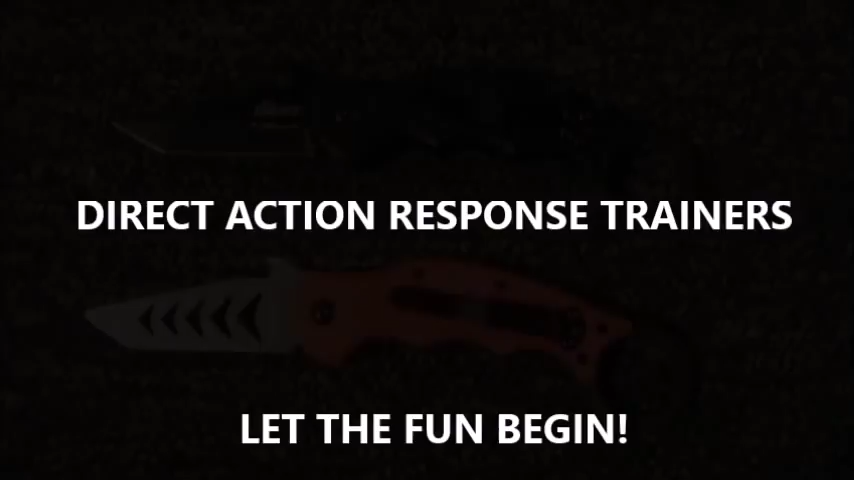 DIRECT ACTION RESPONSE TRAINERS
LET THE FUN BEGIN!